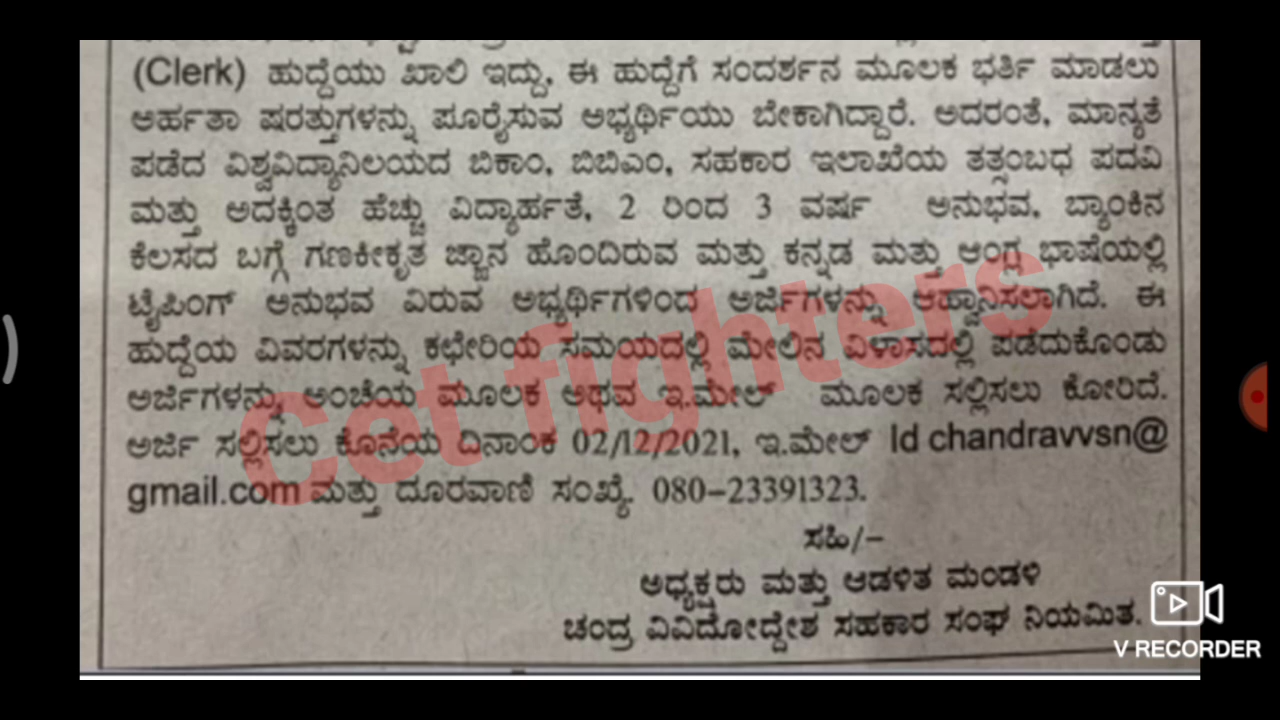 (Clerk) ಹುದ್ದೆಯು ಖಾಲಿ ಇದ್ದು, ಈ ಹುದ್ದೆಗೆ ಸಂದರ್ಶನ ಮೂಲಕ ಭರ್ತಿ ಮಾಡಲು
ಅರ್ಹತಾ ಷರತ್ತುಗಳನ್ನು ಪೂರೈಸುವ ಅಭ್ಯರ್ಥಿಯು ಬೇಕಾಗಿದ್ದಾರೆ. ಅದರಂತೆ, ಮಾನ್ಯತೆ
ಪಡೆದ ವಿಶ್ವವಿದ್ಯಾನಿಲಯದ ಬಿಕಾಂ, ಬಿಬಿಎಂ, ಸಹಕಾರ ಇಲಾಖೆಯ ತತ್ಸಂಬಧ ಪದವಿ
ಮತ್ತು ಅದಕ್ಕಿಂತ ಹೆಚ್ಚು ವಿದ್ಯಾರ್ಹತೆ, 2 ರಿಂದ 3 ವರ್ಷ ಅನುಭವ, ಬ್ಯಾಂಕಿನ
ಕೆಲಸದ ಬಗ್ಗೆ ಗಣಕೀಕೃತ ಜ್ಞಾನ ಹೊಂದಿರುವ ಮತ್ತು ಕನ್ನಡ ಮತ್ತು ಆಂಗ್ಲ ಭಾಷೆಯಲ್ಲಿ
ಟೈಪಿಂಗ್ ಅನುಭವ ವಿರುವ ಅಭ್ಯರ್ಥಿಗಳಿಂದ ಅರ್ಜಿಗಳನ್ನು ಆಹ್ವಾನಿಸಲಾಗಿದೆ. ಈ
ಹುದ್ದೆಯ ವಿವರಗಳನ್ನು ಕಛೇರಿಯ ಸಮಯದಲ್ಲಿ ಮೇಲಿನ ವಿಳಾಸದಲ್ಲಿ ಪಡೆದುಕೊಂಡು
ಅರ್ಜಿಗಳನ್ನು ಅಂಚೆಯ ಮೂಲಕ ಅಥವ ಇ.ಮೇಲ್ ಮೂಲಕ ಸಲ್ಲಿಸಲು ಕೋರಿದೆ.
ಅರ್ಜಿ ಸಲ್ಲಿಸಲು ಕೊನೆಯ ದಿನಾಂಕ 02/12/2021, ಇ.ಮೇಲ್ Id chandravvsn@
gmail.com ಮತ್ತು ದೂರವಾಣಿ ಸಂಖ್ಯೆ. 080-23391323.
ಸಹಿ/-
ಅಧ್ಯಕ್ಷರು ಮತ್ತು ಆಡಳಿತ ಮಂಡಳಿ
ಚಂದ್ರ ವಿವಿದೋದ್ದೇಶ ಸಹಕಾರ ಸಂಘ ನಿಯಮಿತ.
Cet fighters
V RECORDER